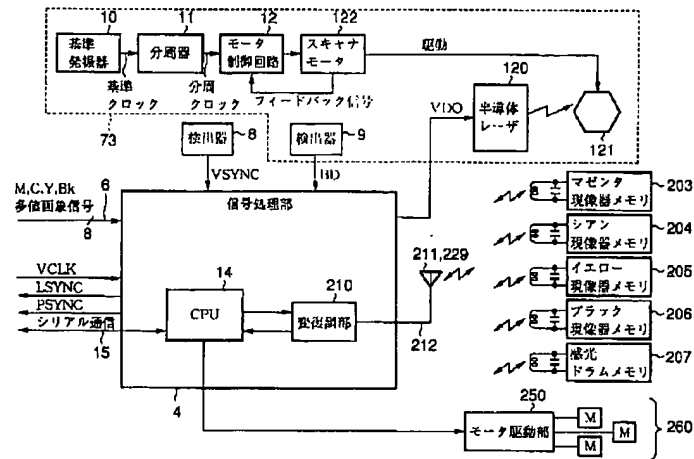 10
11
12
122
基準
発振器
分周器
モータ
制御回路
スキャナ
モータ
駆動
基準
クロック
分周
クロック
フィードバック信号
120
半導体
レーザ
VDO
121
73
検出器
8
検出器
9
VSYNC
BD
M,C,Y,Bk
多値画象信号
6
8
信号処理部
VCLK
LSYNC
PSYNC
シリアル通信
15
14
CPU
210
変復調部
211,229
212
4
マゼンタ
現像器メモリ
203
シアン
現像器メモリ
204
イエロー
現像器メモリ
205
ブラック
現像器メモリ
206
感光
ドラムメモリ
207
250
モータ駆動部
M
M
M
260